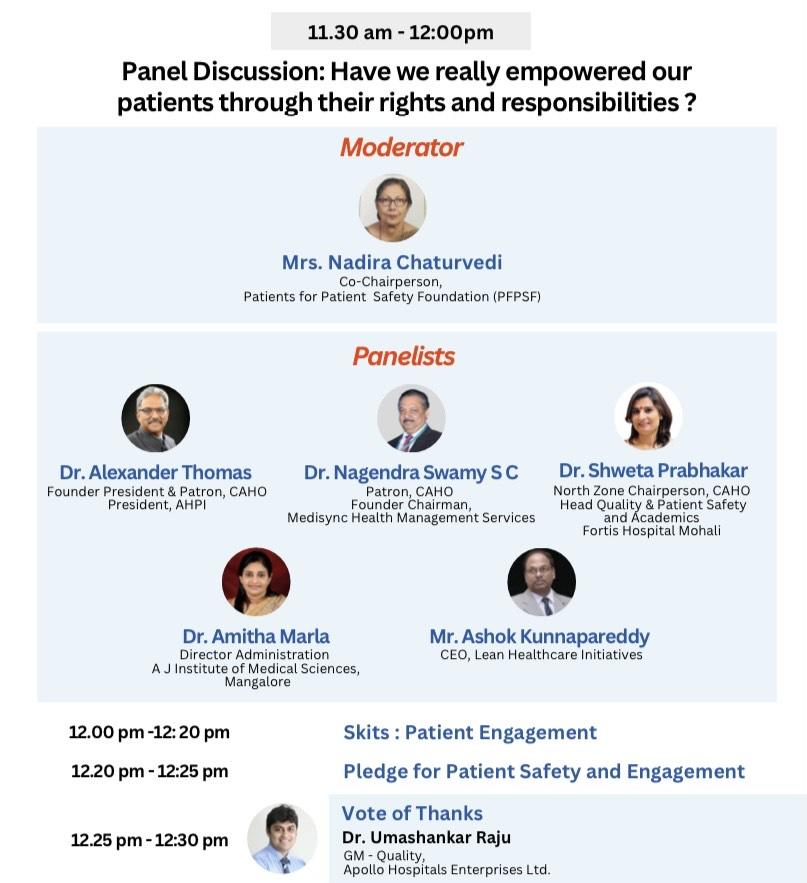 11.30 am - 12:00pm
Panel Discussion: Have we really empowered our
patients through their rights and responsibilities ?
Moderator
Mrs. Nadira Chaturvedi
Co-Chairperson,
Patients for Patient Safety Foundation (PFPSF)
Panelists
Dr. Alexander Thomas
Founder President & Patron, CAHO
President, AHPI
Dr. Nagendra Swamy S C
Patron, CAHO
Founder Chairman,
Medisync Health Management Services
Dr. Shweta Prabhakar
North Zone Chairperson, CAHO
Head Quality & Patient Safety
and Academics
Fortis Hospital Mohali
Dr. Amitha Marla
Director Administration
A J Institute of Medical Sciences,
Mangalore
Mr. Ashok Kunnapareddy
CEO, Lean Healthcare Initiatives
12.00 pm -12: 20 pm
Skits : Patient Engagement
12.20 pm - 12:25 pm
Pledge for Patient Safety and Engagement
12.25 pm - 12:30 pm
Vote of Thanks
Dr. Umashankar Raju
GM - Quality,
Apollo Hospitals Enterprises Ltd.